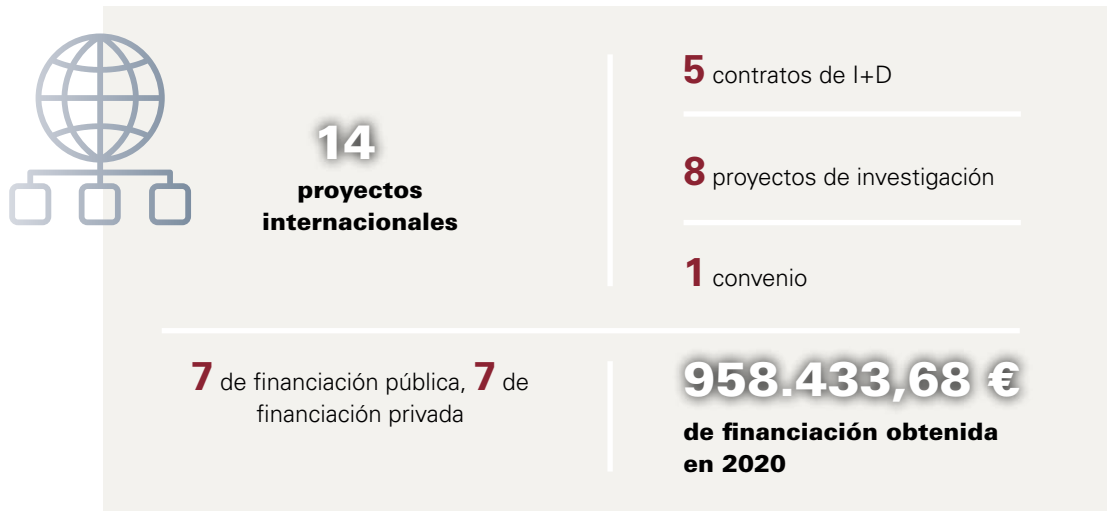 14
proyectos
internacionales
5 contratos de I+D
8 proyectos de investigación
1 convenio
7 de financiación pública, 7 de
financiación privada
958.433,68 €
de financiación obtenida
en 2020